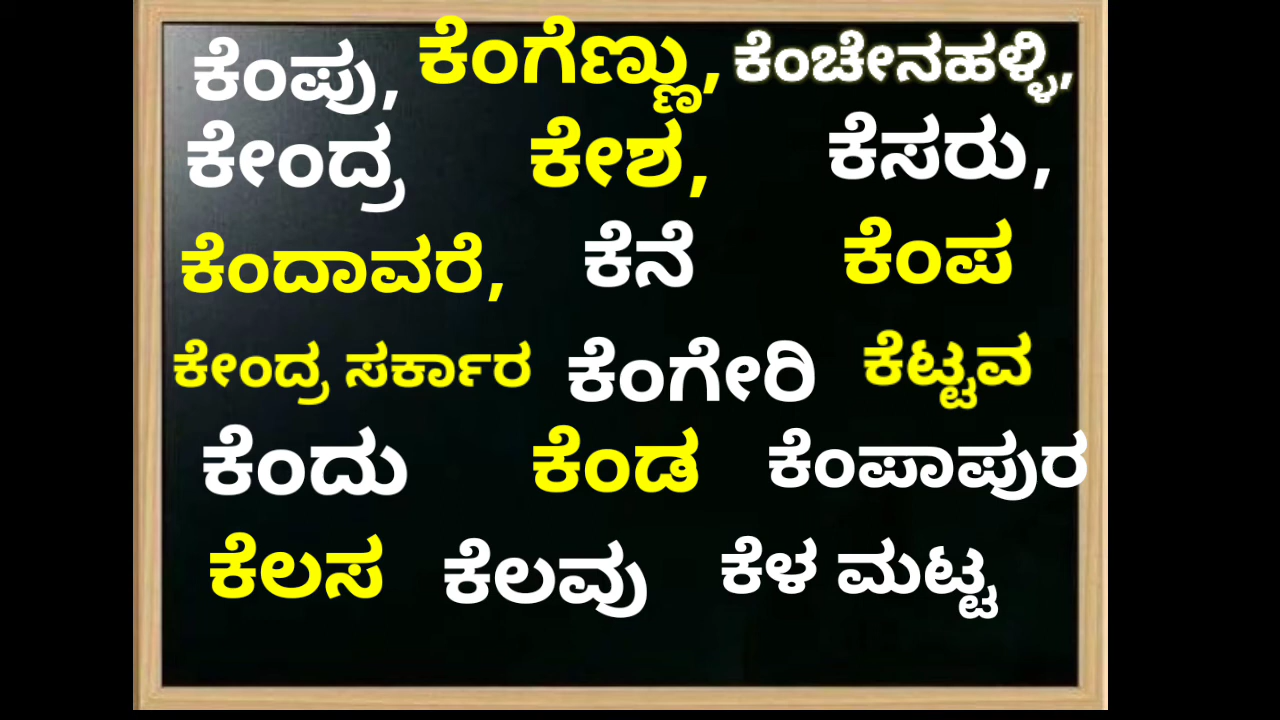 ಕೆಂಪು, ಕೆಂಗೆಣ್ಣು, ಕೆಂಚೇನಹಳ್ಳಿ,
ಕೇಂದ್ರ ಕೇಶ, ಕೆಸರು,
ಕೆಂದಾವರೆ, ಕೆನೆ ಕೆಂಪ
ಕೇಂದ್ರ ಸರ್ಕಾರ ಕೆಂಗೇರಿ ಕೆಟ್ಟವ
ಕೆಂದು ಕೆಂಡ ಕೆಂಪಾಪುರ
ಕೆಲಸ ಕೆಲವು ಕೆಳ ಮಟ್ಟ